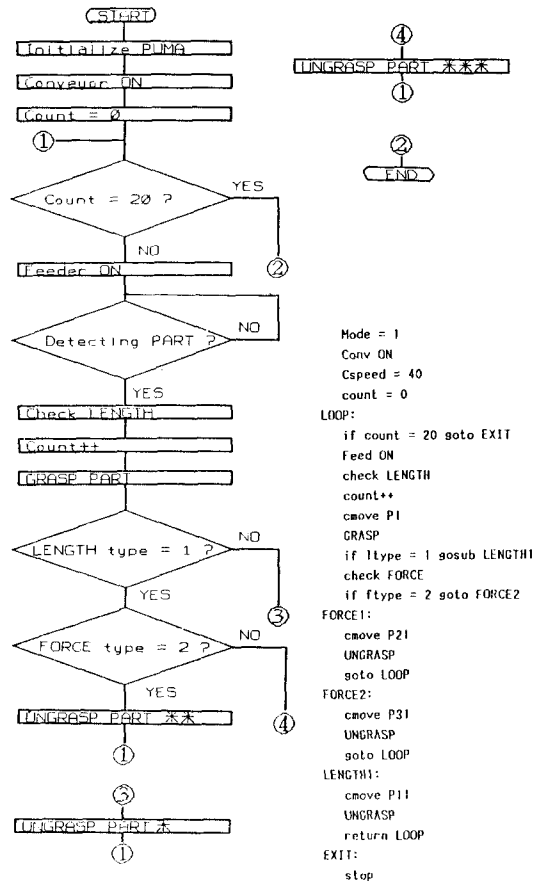 START
Initialize PUMA
Conveyor ON
Count = 0
①
Count = 20 ?
YES
②
NO
Feeder ON
Detecting PART ?
NO
YES
Check LENGTH
Count++
GRASP PART
LENGTH type = 1 ?
NO
③
YES
FORCE type = 2 ?
NO
④
YES
UNGRASP PART **
①
③
UNGRASP PART *
①
④
UNGRASP PART ***
①
②
END
Mode = 1
Conv ON
Cspeed = 40
count = 0
LOOP:
if count = 20 goto EXIT
Feed ON
check LENGTH
count++
cmove P1
GRASP
if ltype = 1 gosub LENGTH1
check FORCE
if ftype = 2 goto FORCE2
FORCE1:
cmove P21
UNGRASP
goto LOOP
FORCE2:
cmove P31
UNGRASP
goto LOOP
LENGTH1:
cmove P11
UNGRASP
return LOOP
EXIT:
stop